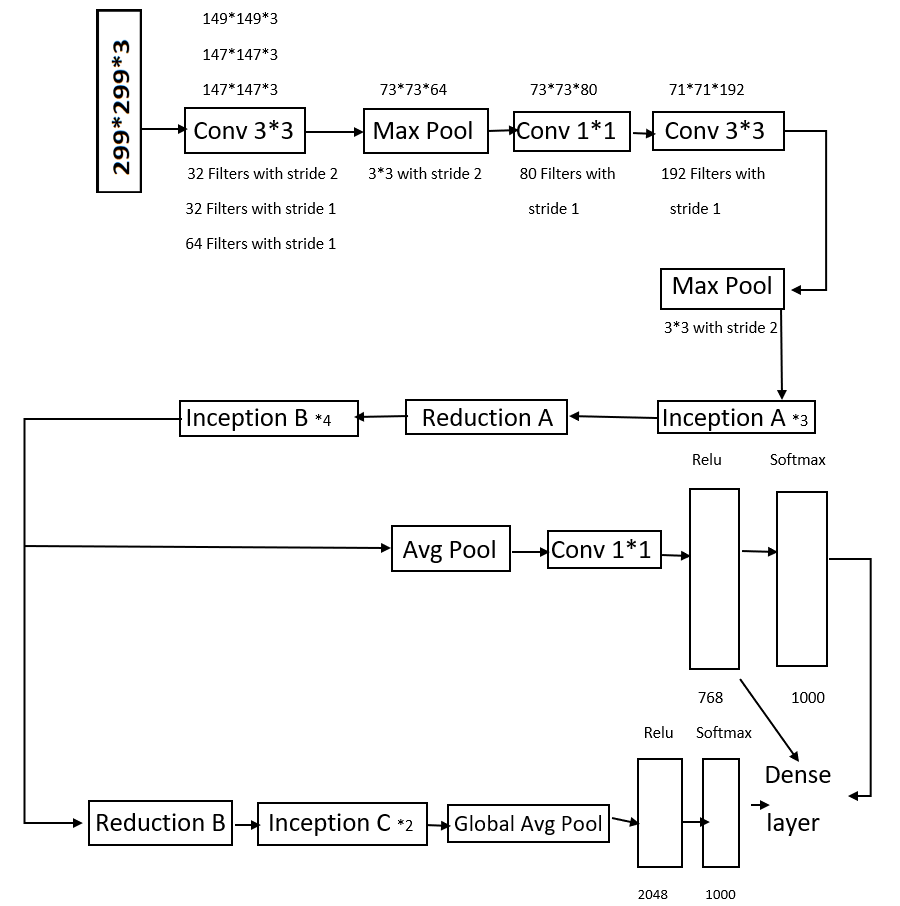 299*299*3
149*149*3
147*147*3
147*147*3
73*73*64
73*73*80
71*71*192
Conv 3*3
Max Pool
Conv 1*1
Conv 3*3
32 Filters with stride 2
32 Filters with stride 1
64 Filters with stride 1
3*3 with stride 2
80 Filters with
stride 1
192 Filters with
stride 1
Max Pool
3*3 with stride 2
Inception B *4
Reduction A
Inception A *3
Relu
Softmax
Avg Pool
Conv 1*1
768
1000
Relu
Softmax
Dense
layer
Reduction B
Inception C *2
Global Avg Pool
2048
1000